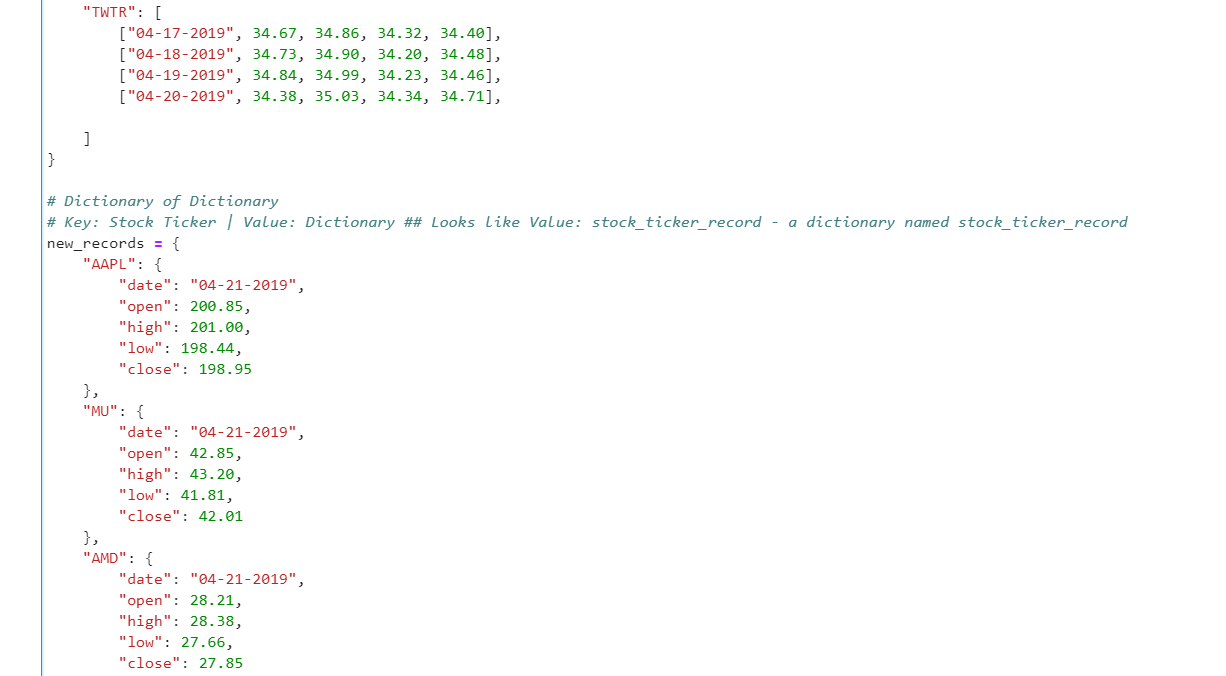 "TWTR": [
["04-17-2019", 34.67, 34.86, 34.32, 34.40],
["04-18-2019", 34.73, 34.90, 34.20, 34.48],
["04-19-2019", 34.84, 34.99, 34.23, 34.46],
["04-20-2019", 34.38, 35.03, 34.34, 34.71],
]
}
# Dictionary of Dictionary
# Key: Stock Ticker | Value: Dictionary ## Looks like Value: stock_ticker_record - a dictionary named stock_ticker_record
new_records = {
"AAPL": {
"date": "04-21-2019",
"open": 200.85,
"high": 201.00,
"low": 198.44,
"close": 198.95
},
"MU": {
"date": "04-21-2019",
"open": 42.85,
"high": 43.20,
"low": 41.81,
"close": 42.01
},
"AMD": {
"date": "04-21-2019",
"open": 28.21,
"high": 28.38,
"low": 27.66,
"close": 27.85